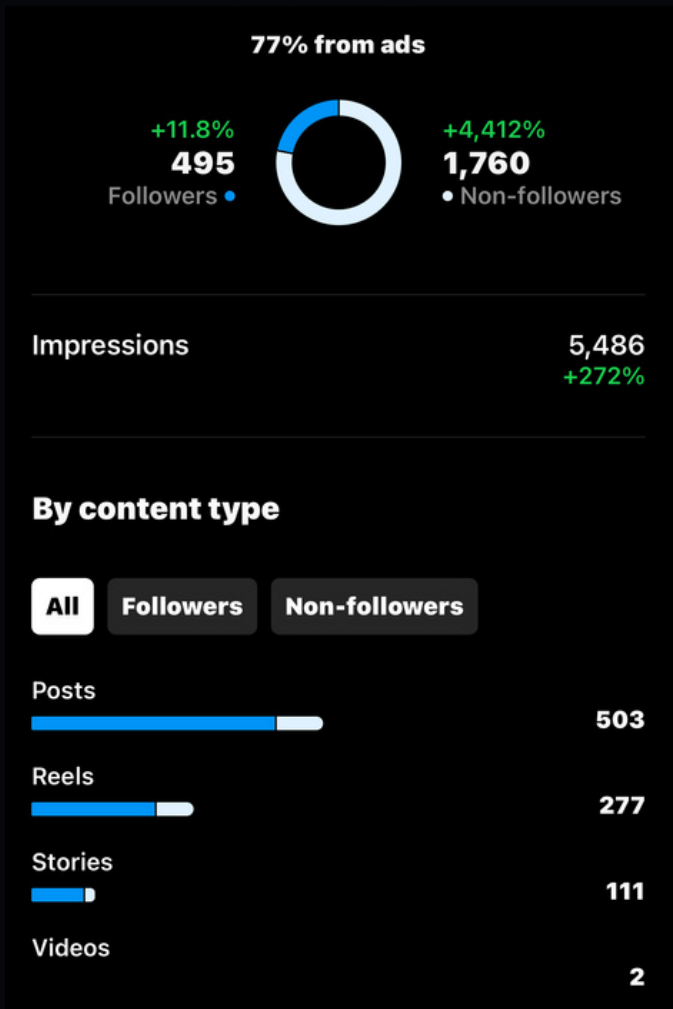 77% from ads
+11.8%
495
Followers
+4,412%
1,760
Non-followers
Impressions
5,486
+272%
By content type
All Followers Non-followers
Posts
503
Reels
277
Stories
111
Videos
2